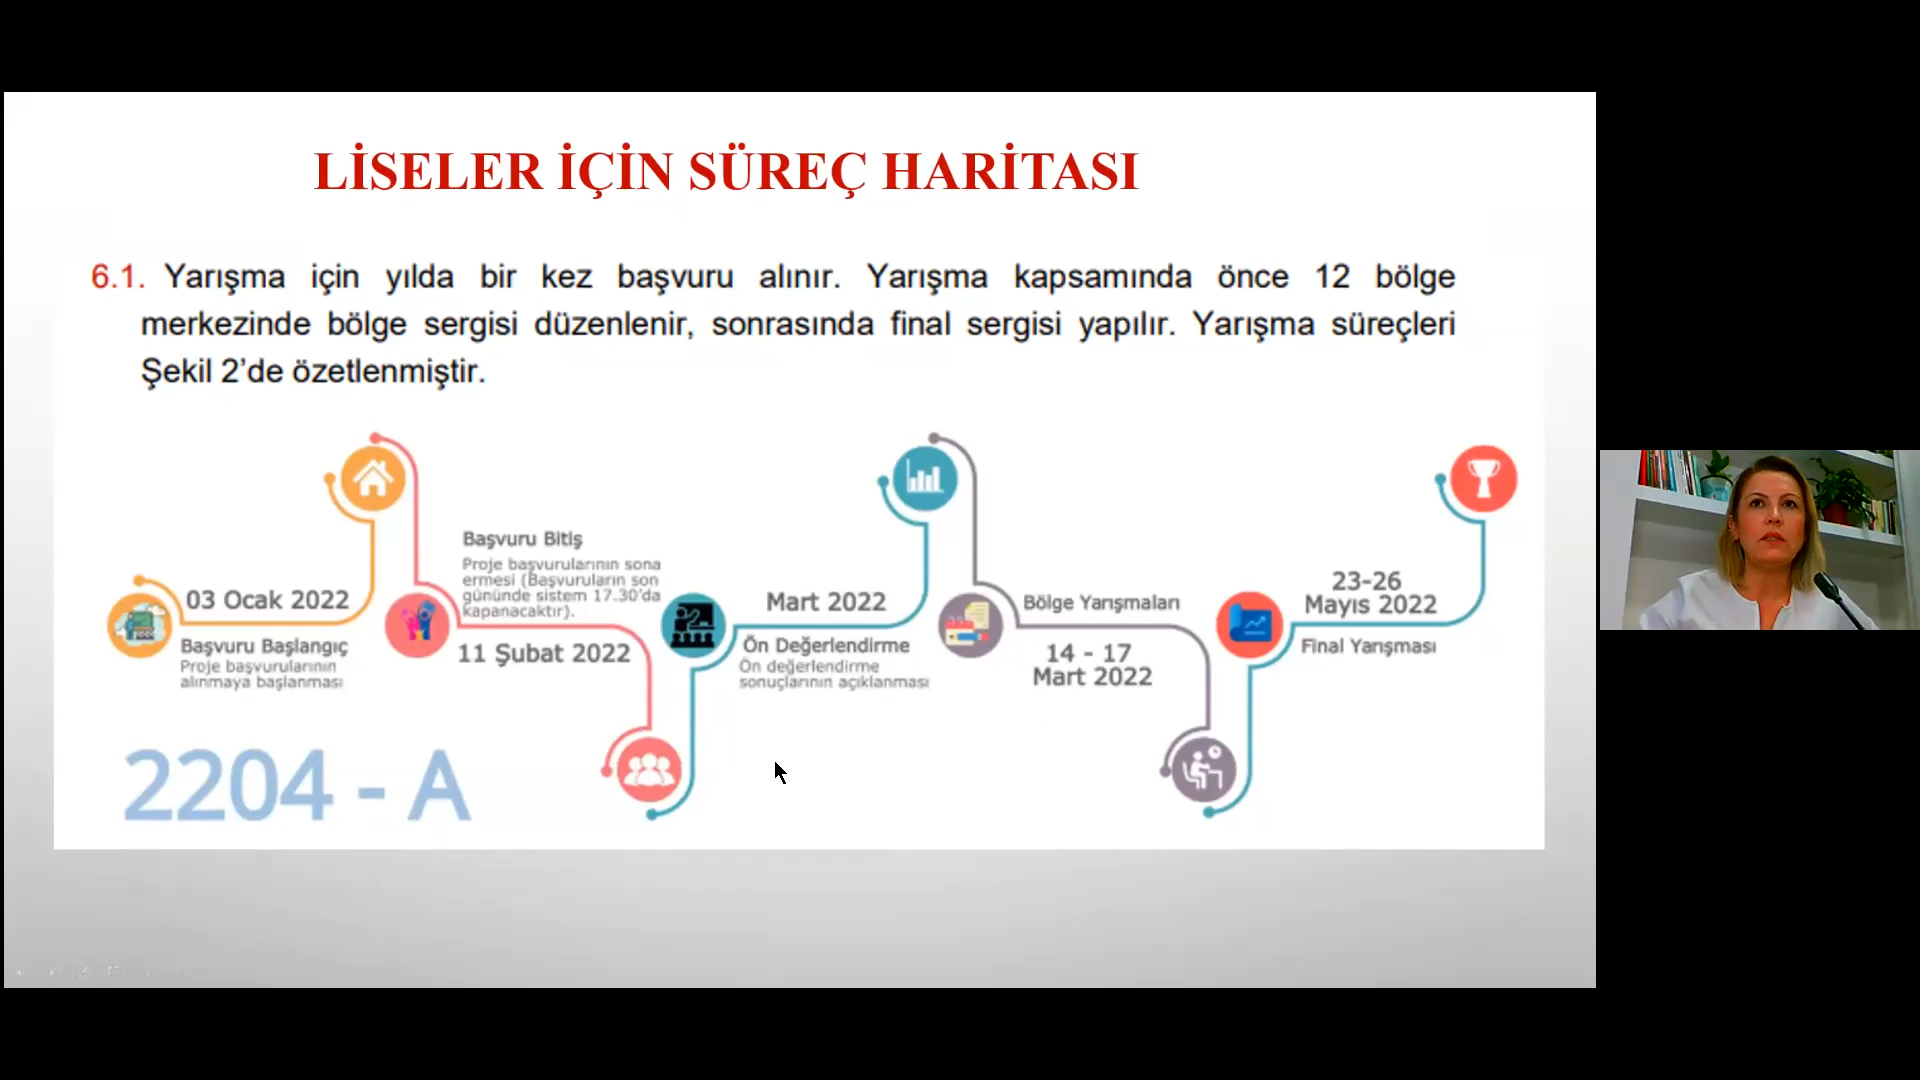 LİSELER İÇİN SÜREÇ HARİTASI
6.1. Yarışma için yılda bir kez başvuru alınır. Yarışma kapsamında önce 12 bölge
merkezinde bölge sergisi düzenlenir, sonrasında final sergisi yapılır. Yarışma süreçleri
Şekil 2’de özetlenmiştir.
03 Ocak 2022
Başvuru Başlangıç
Proje başvurularının
alınmaya başlanması
Başvuru Bitiş
Proje başvurularının sona
ermesi (Başvuruların son
gününde sistem 17.30’da
kapanacaktır).
11 Şubat 2022
Mart 2022
Ön Değerlendirme
Ön değerlendirme
sonuçlarının açıklanması
Bölge Yarışmaları
14 - 17
Mart 2022
23-26
Mayıs 2022
Final Yarışması
2204 - A